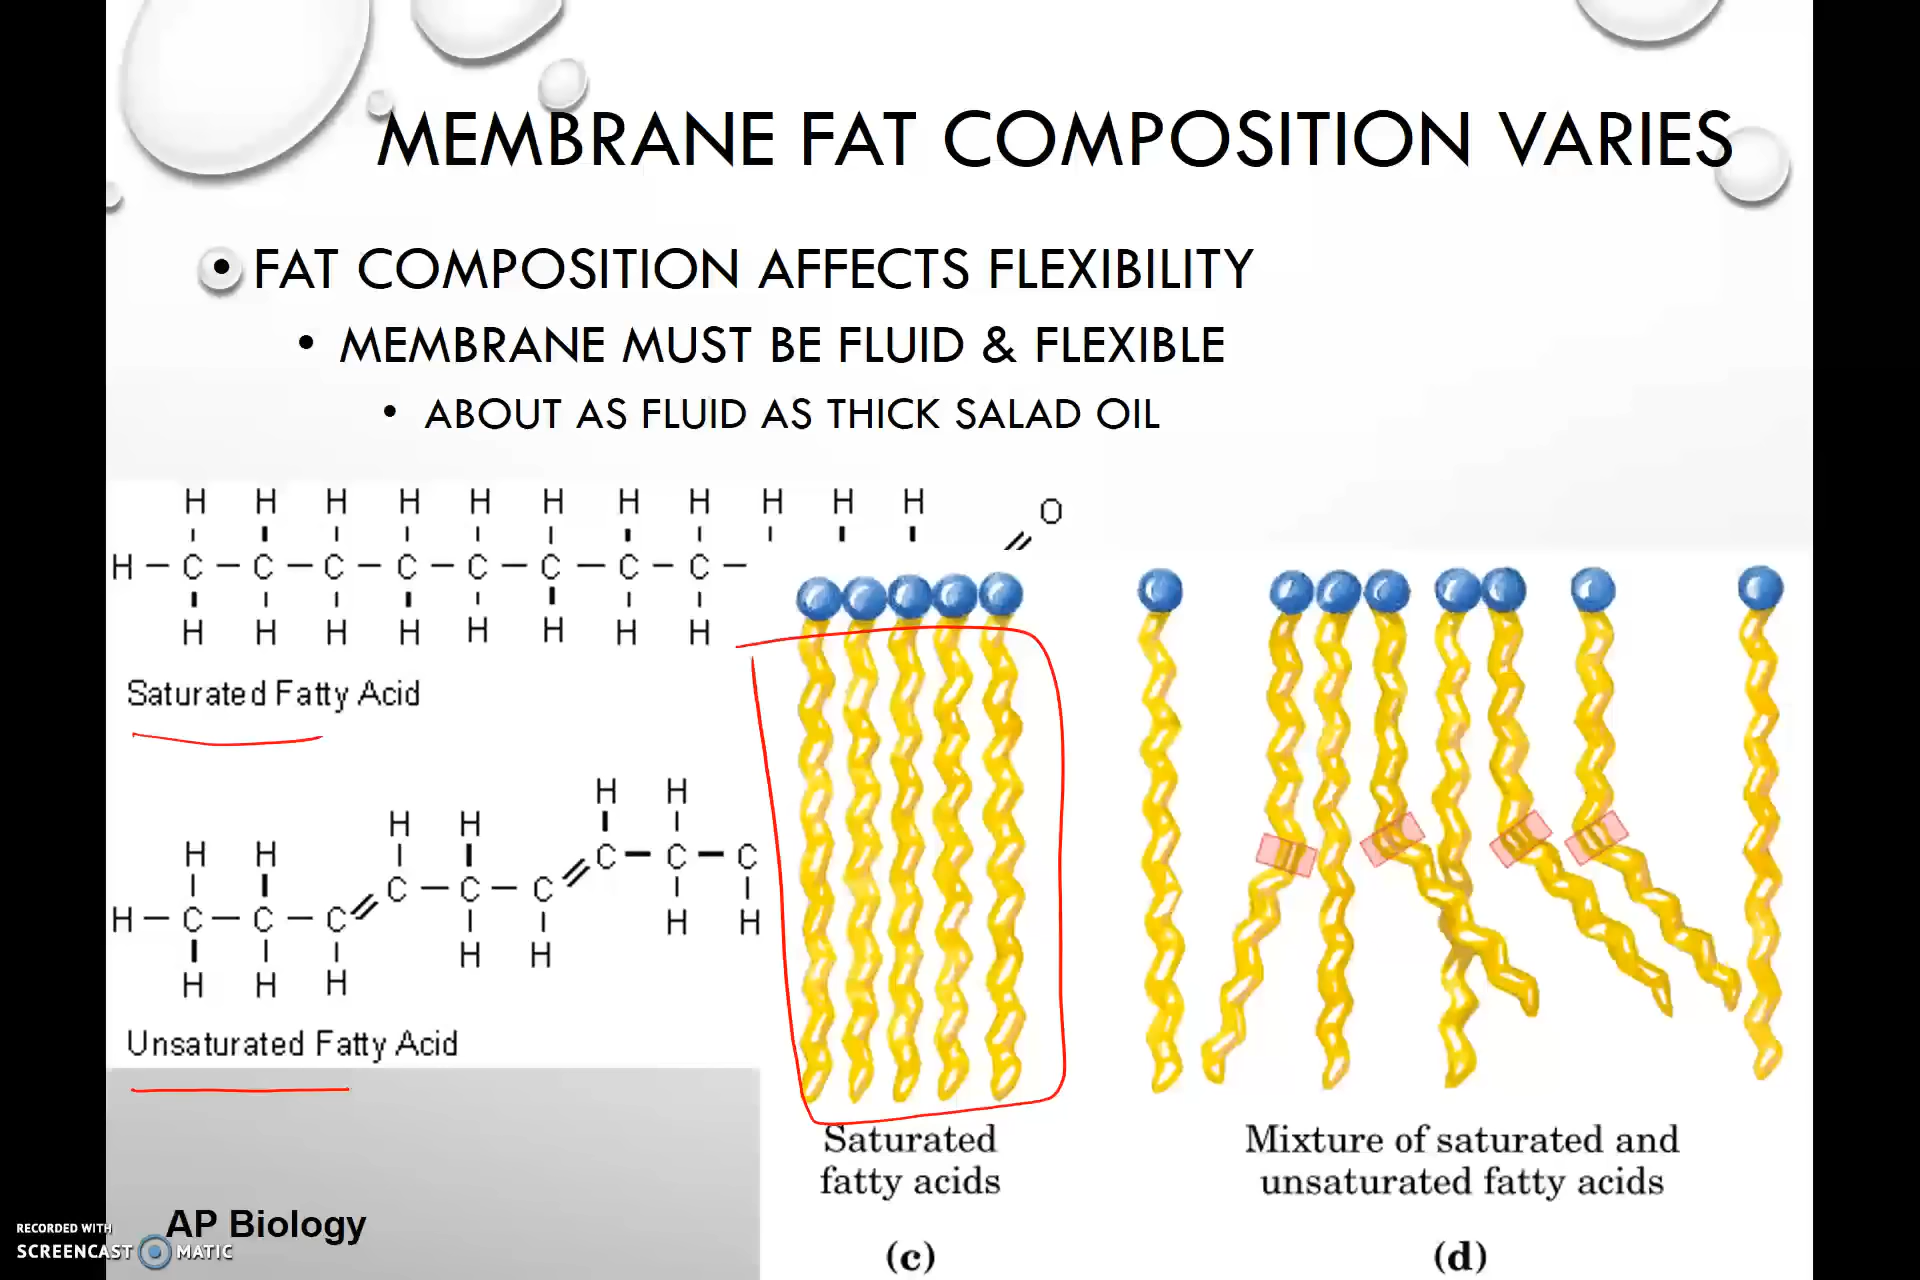 MEMBRANE FAT COMPOSITION VARIES
• FAT COMPOSITION AFFECTS FLEXIBILITY
• MEMBRANE MUST BE FLUID & FLEXIBLE
• ABOUT AS FLUID AS THICK SALAD OIL
H H H H H H H H H H H O
H – C – C – C – C – C – C – C – C –
H H H H H H H H
Saturated Fatty Acid
H H
H H
H H
C – C – C
C – C – C
H – C – C – C
H H
H H
H H H
Unsaturated Fatty Acid
Saturated
fatty acids
(c)
Mixture of saturated and
unsaturated fatty acids
(d)
AP Biology
RECORDED WITH
SCREENCAST MATIC